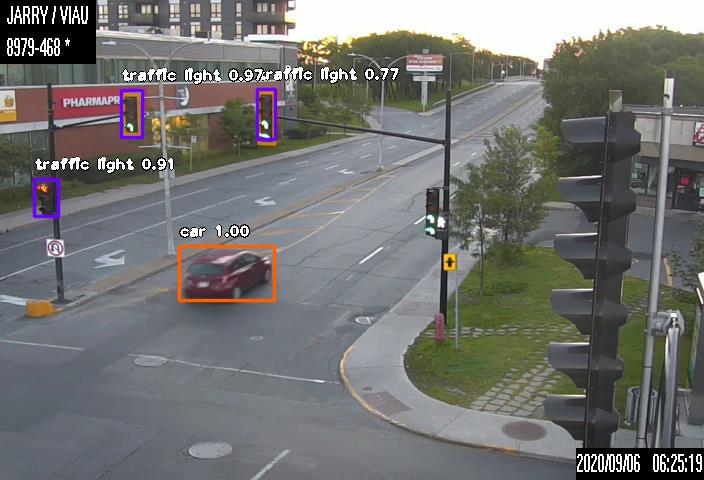 JARRY / VIAU
8979-468 *
traffic light 0.97
traffic light 0.77
PHARMAPR
traffic light 0.91
car 1.00
2020/09/06 06:25:19